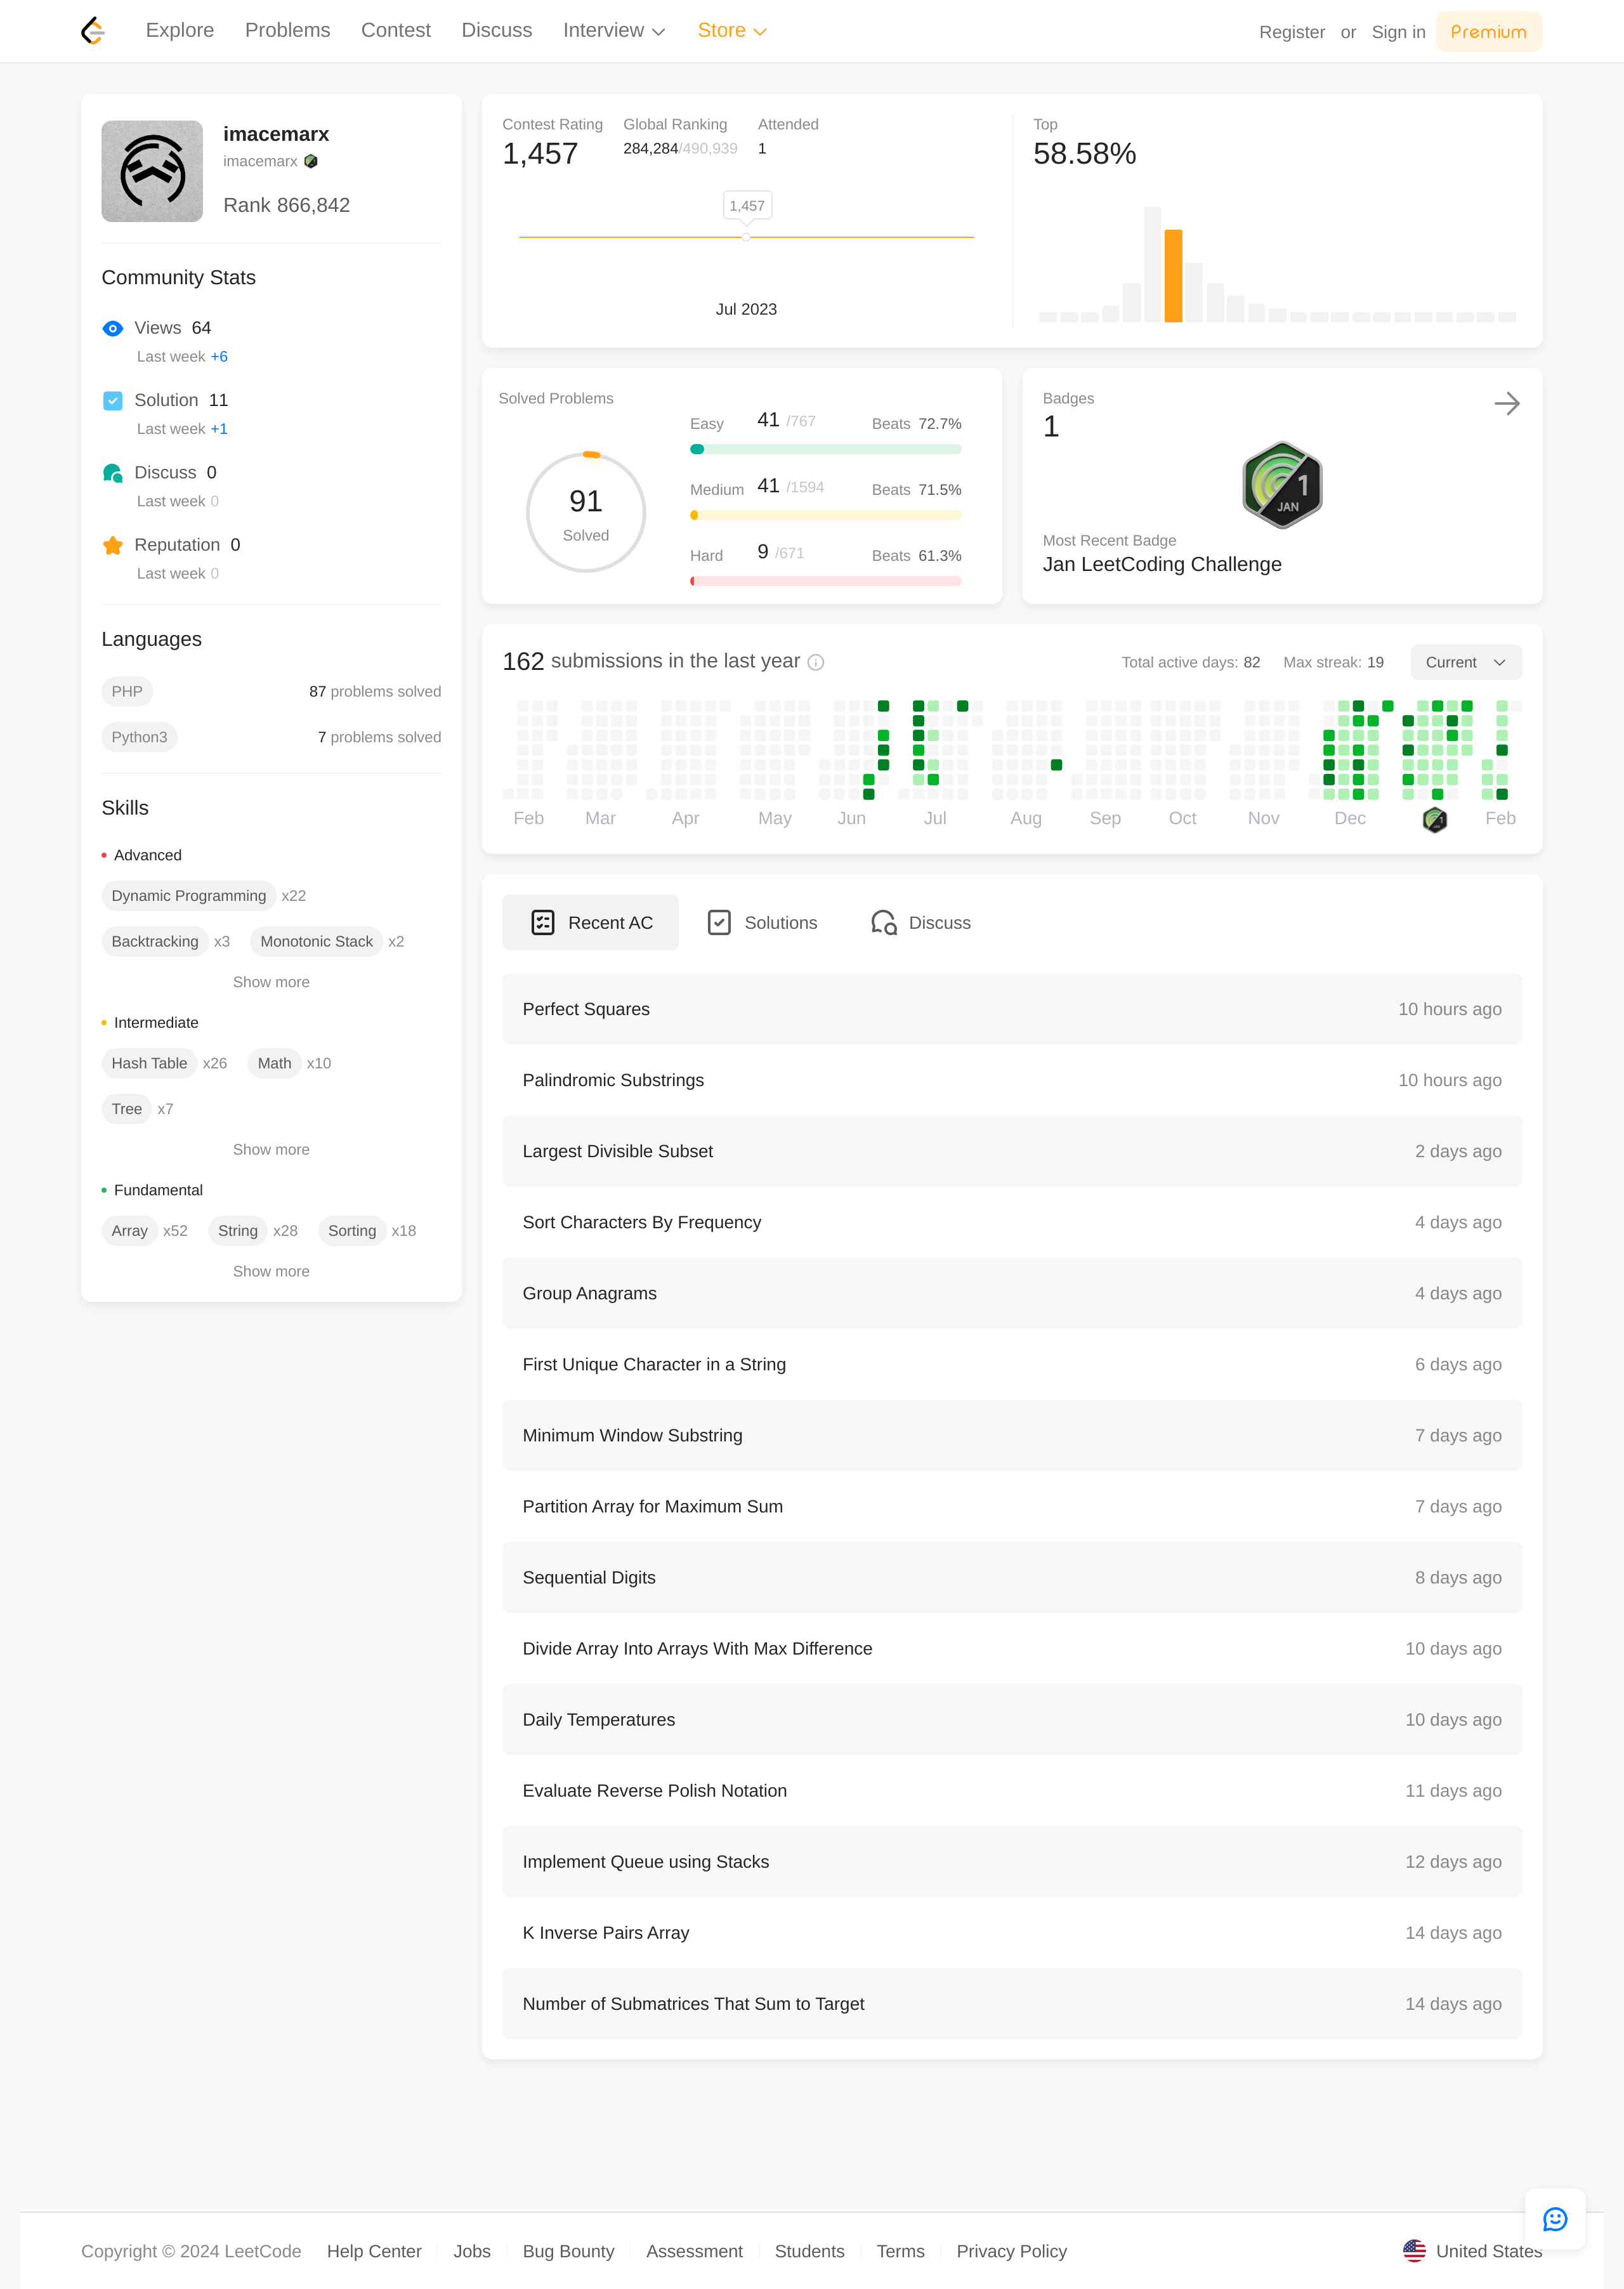 Explore Problems Contest Discuss Interview Store Register or Sign in Premium
imacemarx
imacemarx
Rank 866,842
Community Stats
Views 64
Last week +6
Solution 11
Last week +1
Discuss 0
Last week 0
Reputation 0
Last week 0
Languages
PHP 87 problems solved
Python3 7 problems solved
Skills
Advanced
Dynamic Programming x22
Backtracking x3 Monotonic Stack x2
Show more
Intermediate
Hash Table x26 Math x10
Tree x7
Show more
Fundamental
Array x52 String x28 Sorting x18
Show more
Contest Rating Global Ranking Attended
1,457 284,284/490,939 1
1,457
Jul 2023
Top
58.58%
Solved Problems
91
Solved
Easy 41 /767 Beats 72.7%
Medium 41 /1594 Beats 71.5%
Hard 9 /671 Beats 61.3%
Badges
1
1
JAN
Most Recent Badge
Jan LeetCoding Challenge
162 submissions in the last year Total active days: 82 Max streak: 19 Current
Feb Mar Apr May Jun Jul Aug Sep Oct Nov Dec Feb
Recent AC Solutions Discuss
Perfect Squares 10 hours ago
Palindromic Substrings 10 hours ago
Largest Divisible Subset 2 days ago
Sort Characters By Frequency 4 days ago
Group Anagrams 4 days ago
First Unique Character in a String 6 days ago
Minimum Window Substring 7 days ago
Partition Array for Maximum Sum 7 days ago
Sequential Digits 8 days ago
Divide Array Into Arrays With Max Difference 10 days ago
Daily Temperatures 10 days ago
Evaluate Reverse Polish Notation 11 days ago
Implement Queue using Stacks 12 days ago
K Inverse Pairs Array 14 days ago
Number of Submatrices That Sum to Target 14 days ago
Copyright © 2024 LeetCode Help Center Jobs Bug Bounty Assessment Students Terms Privacy Policy United States